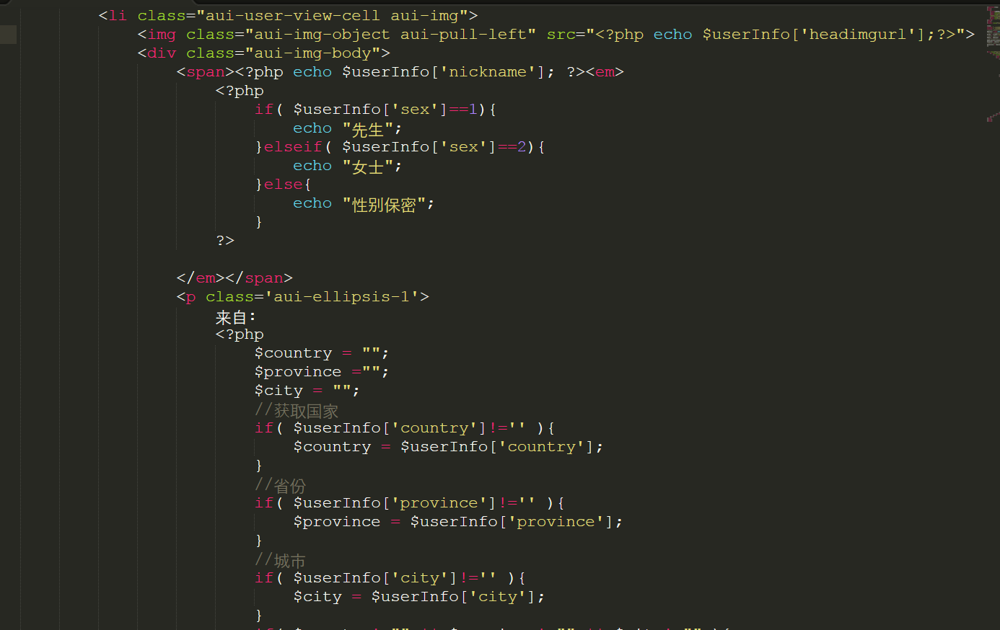 <li class="aui-user-view-cell aui-img">
<img class="aui-img-object aui-pull-left" src="<?php echo $userInfo['headimgurl'];?>">
<div class="aui-img-body">
<span><?php echo $userInfo['nickname']; ?><em>
<?php
if( $userInfo['sex']==1){
echo "先生";
}elseif( $userInfo['sex']==2){
echo "女士";
}else{
echo "性别保密";
}
?>
</em></span>
<p class='aui-ellipsis-1'>
来自：
<?php
$country = "";
$province ="";
$city = "";
//获取国家
if( $userInfo['country']!='' ){
$country = $userInfo['country'];
}
//省份
if( $userInfo['province']!='' ){
$province = $userInfo['province'];
}
//城市
if( $userInfo['city']!='' ){
$city = $userInfo['city'];
}